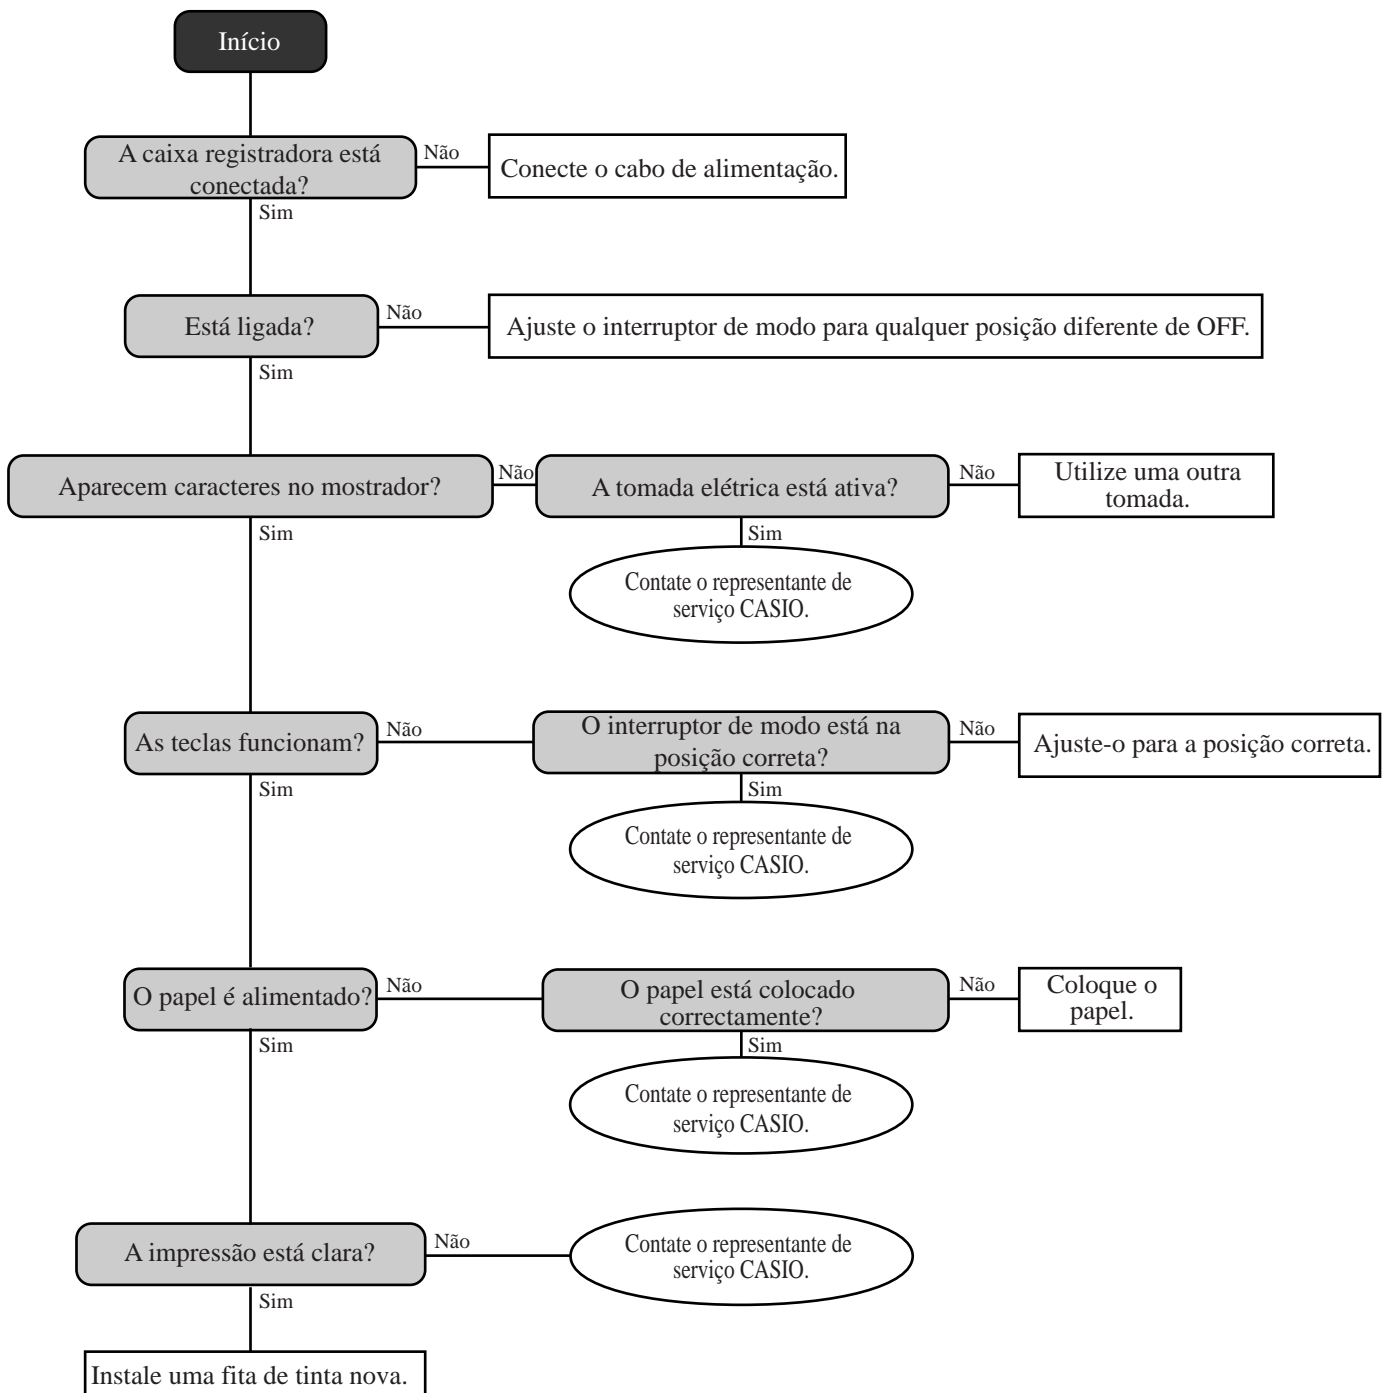 Início
A caixa registradora está
conectada?
Não
Conecte o cabo de alimentação.
Sim
Está ligada?
Não
Ajuste o interruptor de modo para qualquer posição diferente de OFF.
Sim
Aparecem caracteres no mostrador?
Não
A tomada elétrica está ativa?
Não
Utilize uma outra
tomada.
Sim
Sim
Contate o representante de
serviço CASIO.
As teclas funcionam?
Não
O interruptor de modo está na
posição correta?
Não
Ajuste-o para a posição correta.
Sim
Sim
Contate o representante de
serviço CASIO.
O papel é alimentado?
Não
O papel está colocado
correctamente?
Não
Coloque o
papel.
Sim
Sim
Contate o representante de
serviço CASIO.
A impressão está clara?
Não
Contate o representante de
serviço CASIO.
Sim
Instale uma fita de tinta nova.